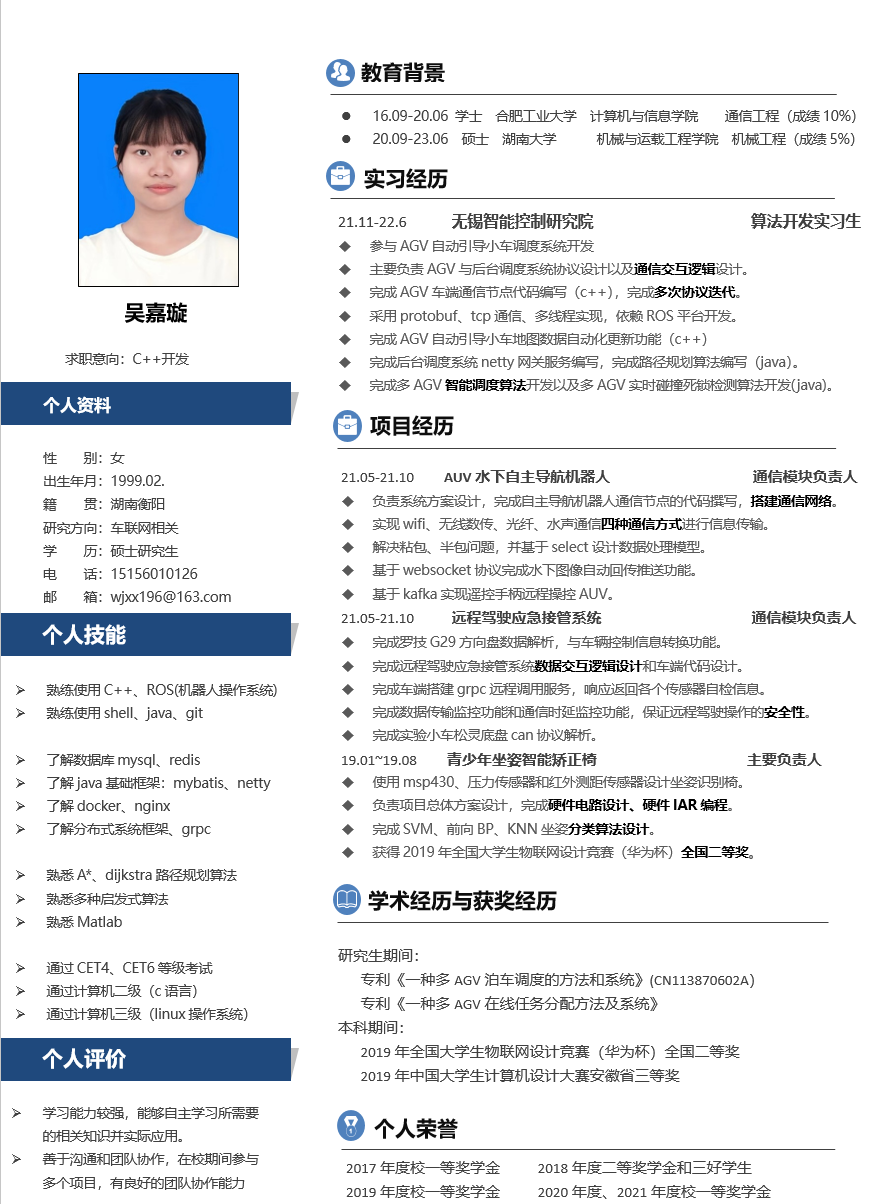 吴嘉璇
求职意向：C++开发
个人资料
性 别：女
出生年月：1999.02.
籍 贯：湖南衡阳
研究方向：车联网相关
学 历：硕士研究生
电 话：15156010126
邮 箱：wjxx196@163.com
个人技能
熟练使用 C++、ROS(机器人操作系统)
熟练使用 shell、java、git
了解数据库 mysql、redis
了解 java 基础框架：mybatis、netty
了解 docker、nginx
了解分布式系统框架、grpc
熟悉 A*、dijkstra 路径规划算法
熟悉多种启发式算法
熟悉 Matlab
通过 CET4、CET6 等级考试
通过计算机二级（c 语言）
通过计算机三级（linux 操作系统）
个人评价
学习能力较强，能够自主学习所需要
的相关知识并实际应用。
善于沟通和团队协作，在校期间参与
多个项目，有良好的团队协作能力
教育背景
16.09-20.06 学士 合肥工业大学 计算机与信息学院 通信工程（成绩 10%）
20.09-23.06 硕士 湖南大学 机械与运载工程学院 机械工程（成绩 5%）
实习经历
21.11-22.6 无锡智能控制研究院 算法开发实习生
参与 AGV 自动引导小车调度系统开发
主要负责 AGV 与后台调度系统协议设计以及通信交互逻辑设计。
完成 AGV 车端通信节点代码编写（c++），完成多次协议迭代。
采用 protobuf、tcp 通信、多线程实现，依赖 ROS 平台开发。
完成 AGV 自动引导小车地图数据自动化更新功能（c++）
完成后台调度系统 netty 网关服务编写，完成路径规划算法编写（java）。
完成多 AGV 智能调度算法开发以及多 AGV 实时碰撞死锁检测算法开发(java)。
项目经历
21.05-21.10 AUV 水下自主导航机器人 通信模块负责人
负责系统方案设计，完成自主导航机器人通信节点的代码撰写，搭建通信网络。
实现 wifi、无线数传、光纤、水声通信四种通信方式进行信息传输。
解决粘包、半包问题，并基于 select 设计数据处理模型。
基于 websocket 协议完成水下图像自动回传推送功能。
基于 kafka 实现遥控手柄远程操控 AUV。
21.05-21.10 远程驾驶应急接管系统 通信模块负责人
完成罗技 G29 方向盘数据解析，与车辆控制信息转换功能。
完成远程驾驶应急接管系统数据交互逻辑设计和车端代码设计。
完成车端搭建 grpc 远程调用服务，响应返回各个传感器自检信息。
完成数据传输监控功能和通信时延监控功能，保证远程驾驶操作的安全性。
完成实验小车松灵底盘 can 协议解析。
19.01~19.08 青少年坐姿智能矫正椅 主要负责人
使用 msp430、压力传感器和红外测距传感器设计坐姿识别椅。
负责项目总体方案设计，完成硬件电路设计、硬件 IAR 编程。
完成 SVM、前向 BP、KNN 坐姿分类算法设计。
获得 2019 年全国大学生物联网设计竞赛（华为杯）全国二等奖。
学术经历与获奖经历
研究生期间：
专利《一种多 AGV 泊车调度的方法和系统》(CN113870602A)
专利《一种多 AGV 在线任务分配方法及系统》
本科期间：
2019 年全国大学生物联网设计竞赛（华为杯）全国二等奖
2019 年中国大学生计算机设计大赛安徽省三等奖
个人荣誉
2017 年度校一等奖学金 2018 年度二等奖学金和三好学生
2019 年度校一等奖学金 2020 年度、2021 年度校一等奖学金